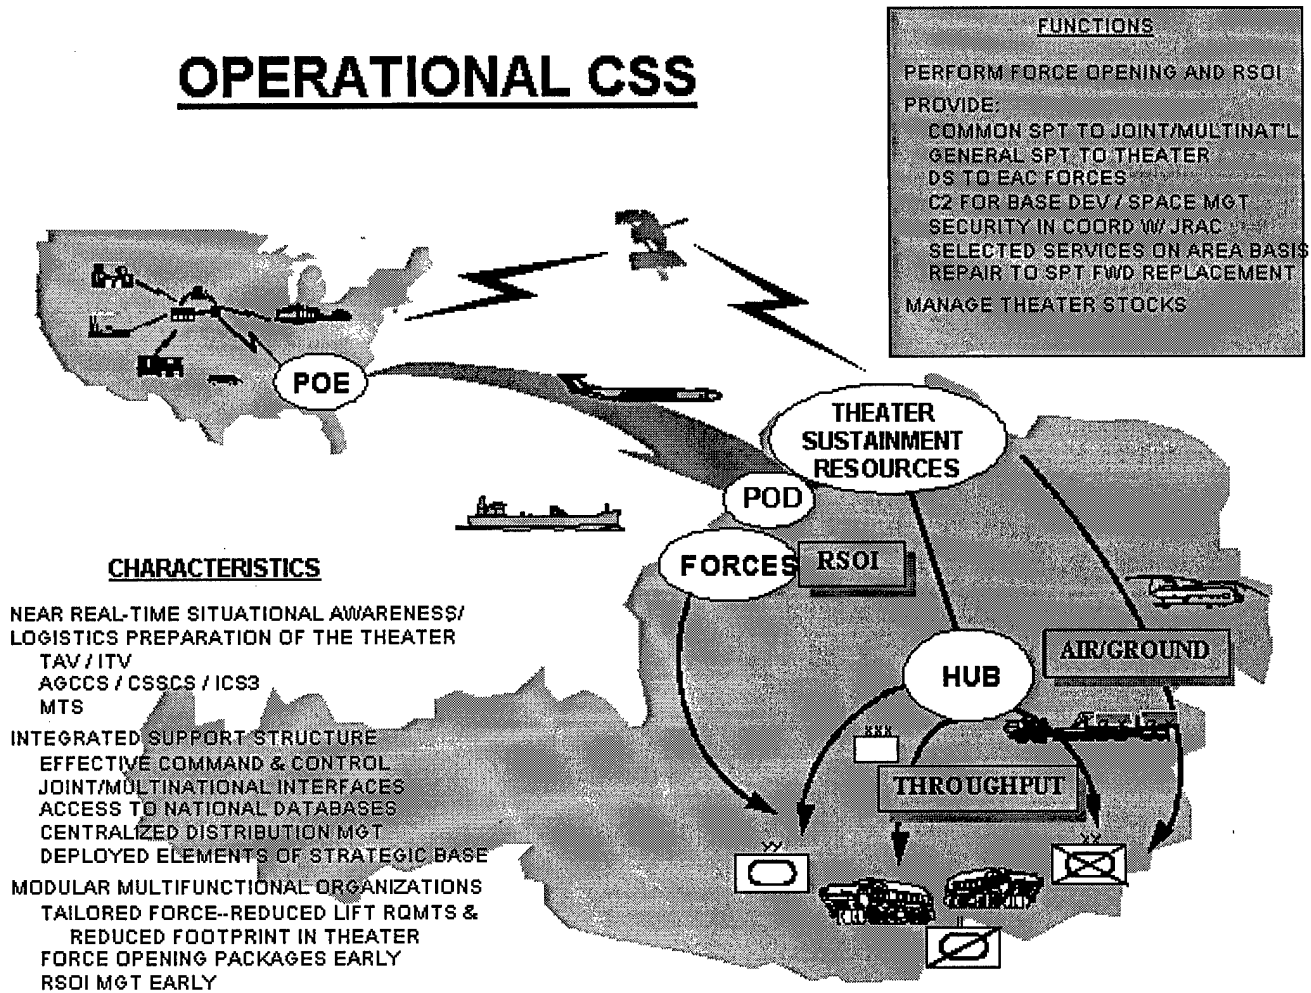 OPERATIONAL CSS
FUNCTIONS
PERFORM FORCE OPENING AND RSOI
PROVIDE:
COMMON SPT TO JOINT/MULTINAT'L
GENERAL SPT TO THEATER
DS TO EAC FORCES
C2 FOR BASE DEV / SPACE MGT
SECURITY IN COORD W/ JRAC
SELECTED SERVICES ON AREA BASIS
REPAIR TO SPT FWD REPLACEMENT
MANAGE THEATER STOCKS
POE
THEATER
SUSTAINMENT
RESOURCES
POD
FORCES
RSOI
AIR/GROUND
HUB
XXX
THROUGHPUT
XX
XX
II
CHARACTERISTICS
NEAR REAL-TIME SITUATIONAL AWARENESS/
LOGISTICS PREPARATION OF THE THEATER
TAV / ITV
AGCCS / CSSCS / ICS3
MTS
INTEGRATED SUPPORT STRUCTURE
EFFECTIVE COMMAND & CONTROL
JOINT/MULTINATIONAL INTERFACES
ACCESS TO NATIONAL DATABASES
CENTRALIZED DISTRIBUTION MGT
DEPLOYED ELEMENTS OF STRATEGIC BASE
MODULAR MULTIFUNCTIONAL ORGANIZATIONS
TAILORED FORCE--REDUCED LIFT RQMTS &
REDUCED FOOTPRINT IN THEATER
FORCE OPENING PACKAGES EARLY
RSOI MGT EARLY